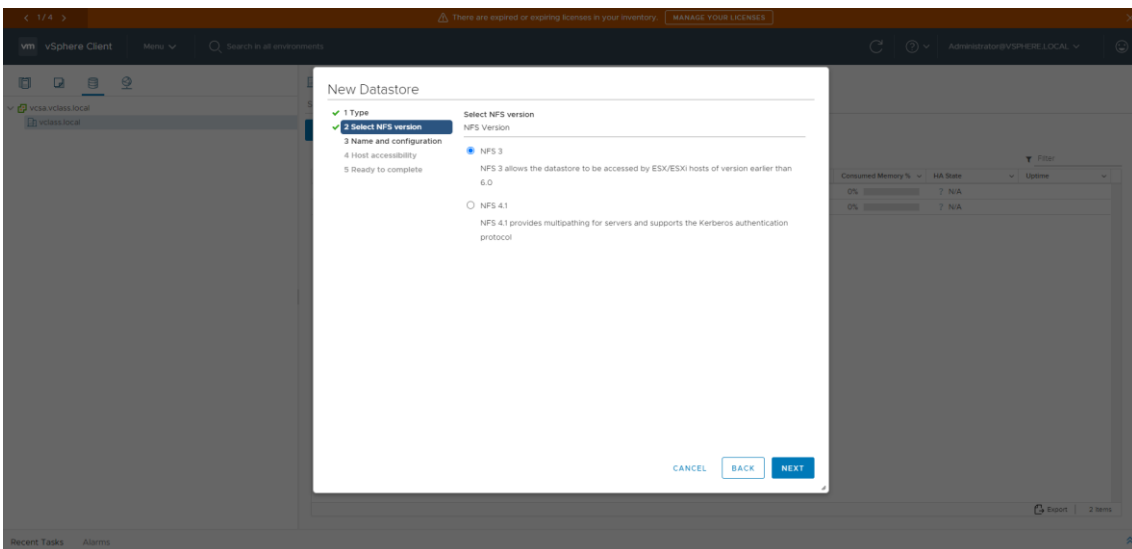 1/4
There are expired or expiring licenses in your inventory. MANAGE YOUR LICENSES
vm vSphere Client Menu Search in all environments Administrator@VSPHERE.LOCAL
vcsa.vclass.local
vclass.local
New Datastore
1 Type
2 Select NFS version
3 Name and configuration
4 Host accessibility
5 Ready to complete
Select NFS version
NFS Version
NFS 3
NFS 3 allows the datastore to be accessed by ESX/ESXi hosts of version earlier than
6.0
NFS 4.1
NFS 4.1 provides multipathing for servers and supports the Kerberos authentication
protocol
CANCEL BACK NEXT
Filter
Consumed Memory % HA State Uptime
0% ? N/A
0% ? N/A
Export 2 items
Recent Tasks Alarms